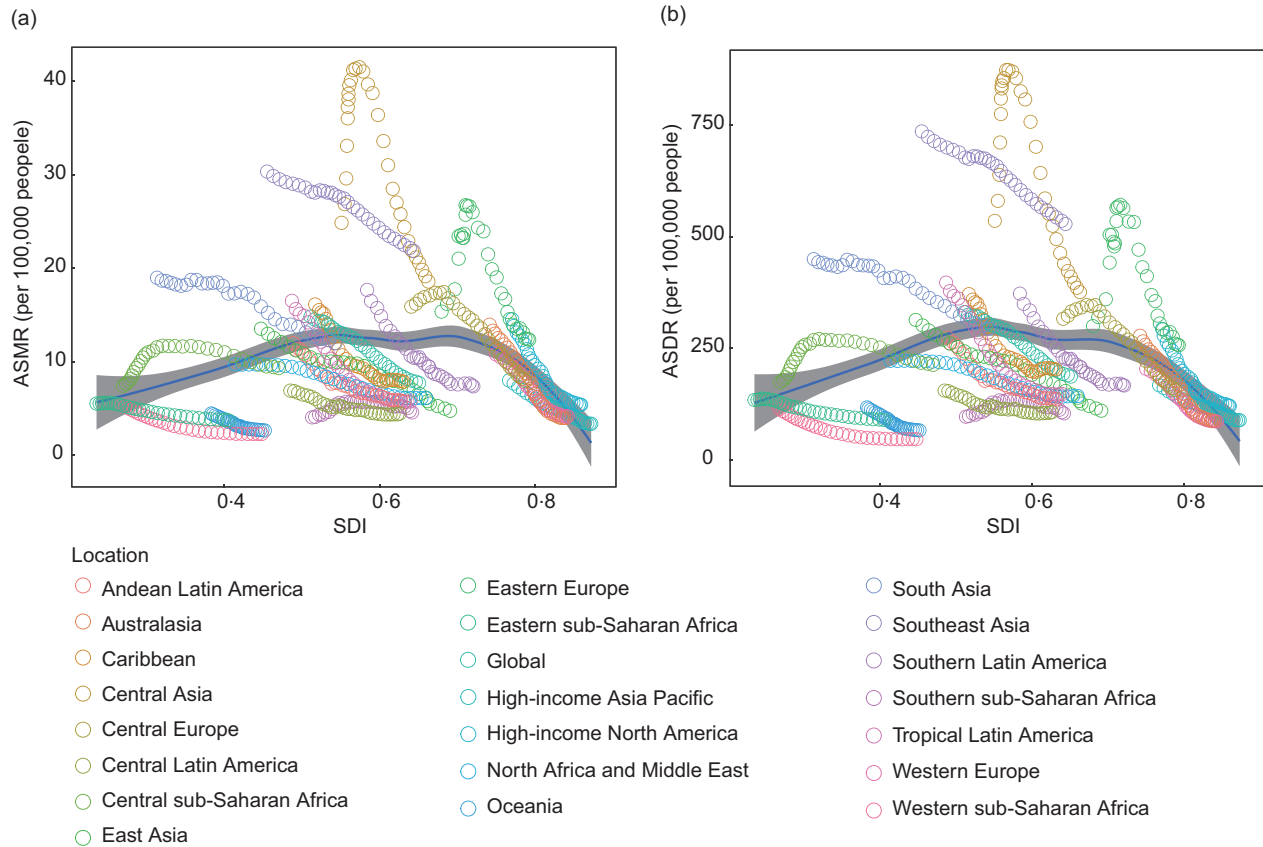 (a)
ASMR (per 100,000 peopele)
40
30
20
10
0
0·4
0·6
0·8
SDI
(b)
ASDR (per 100,000 people)
750
500
250
0
0·4
0·6
0·8
SDI
Location
Andean Latin America
Australasia
Caribbean
Central Asia
Central Europe
Central Latin America
Central sub-Saharan Africa
East Asia
Eastern Europe
Eastern sub-Saharan Africa
Global
High-income Asia Pacific
High-income North America
North Africa and Middle East
Oceania
South Asia
Southeast Asia
Southern Latin America
Southern sub-Saharan Africa
Tropical Latin America
Western Europe
Western sub-Saharan Africa